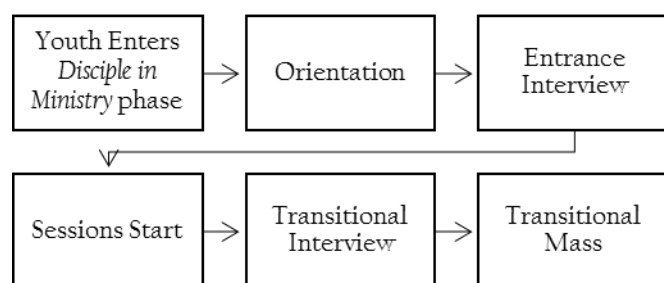 Youth Enters
Disciple in
Ministry phase
Orientation
Entrance
Interview
Sessions Start
Transitional
Interview
Transitional
Mass